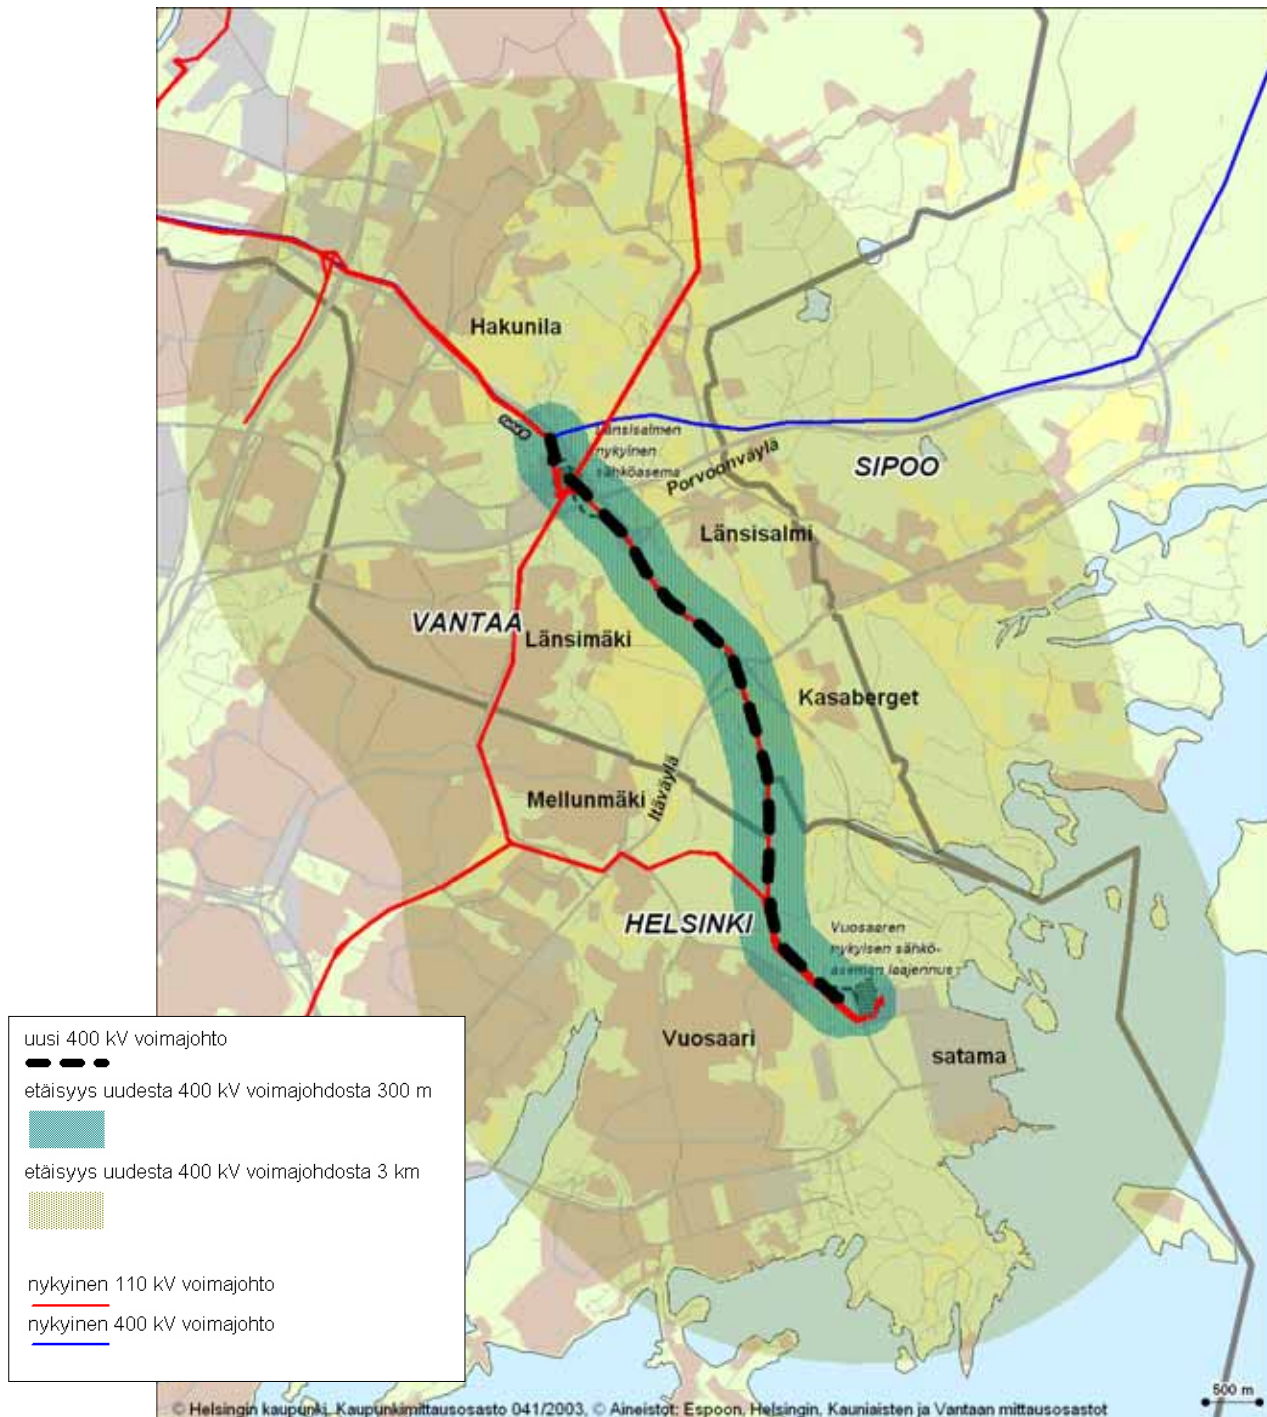 Hakunila
Länsisalmen
nykyinen
sähköasema
Porvoonväylä
SIPOO
Länsisalmi
VANTAA
Länsimäki
Kasaberget
Itäväylä
Mellunmäki
HELSINKI
Vuosaaren
nykyisen sähkö-
aseman laajennus
Vuosaari
satama
uusi 400 kV voimajohto
etäisyys uudesta 400 kV voimajohdosta 300 m
etäisyys uudesta 400 kV voimajohdosta 3 km
nykyinen 110 kV voimajohto
nykyinen 400 kV voimajohto
500 m
© Helsingin kaupunki, Kaupunkimittausosasto 041/2003, © Aineistot: Espoon, Helsingin, Kauniaisten ja Vantaan mittausosastot